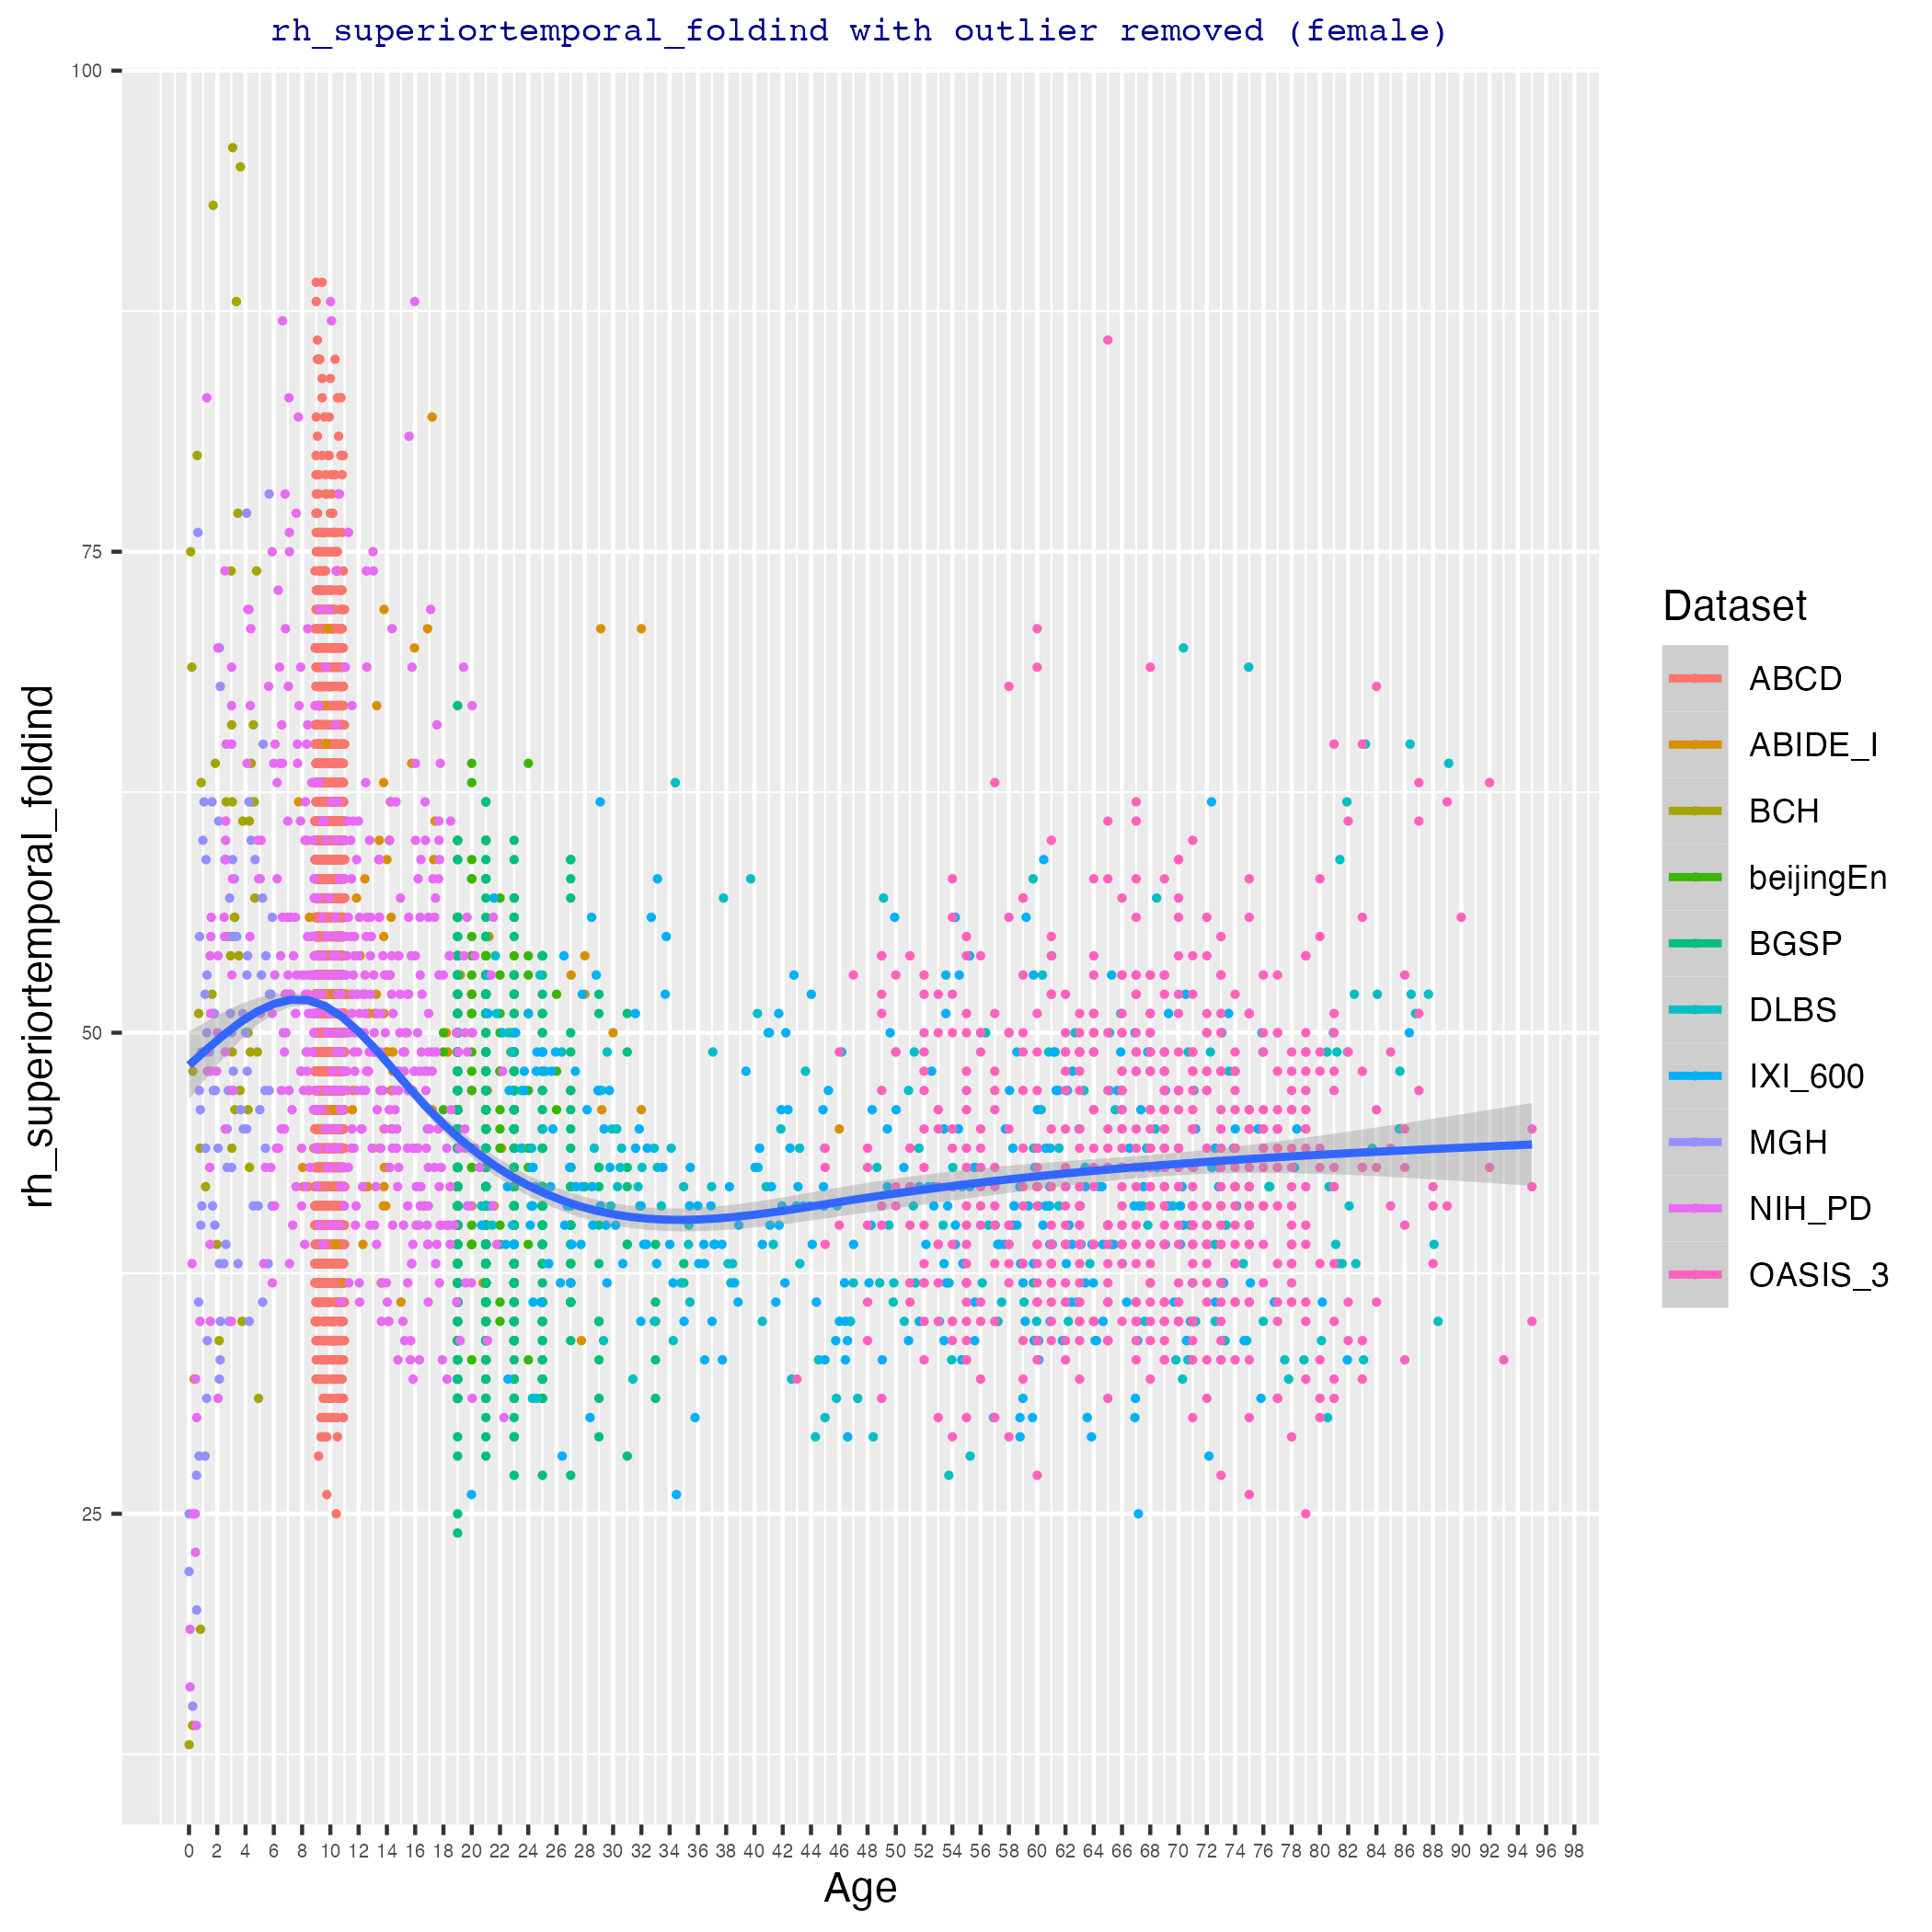 rh_superiortemporal_foldind with outlier removed (female)
100
75
50
25
rh_superiortemporal_foldind
0 2 4 6 8 10 12 14 16 18 20 22 24 26 28 30 32 34 36 38 40 42 44 46 48 50 52 54 56 58 60 62 64 66 68 70 72 74 76 78 80 82 84 86 88 90 92 94 96 98
Age
Dataset
ABCD
ABIDE_I
BCH
beijingEn
BGSP
DLBS
IXI_600
MGH
NIH_PD
OASIS_3